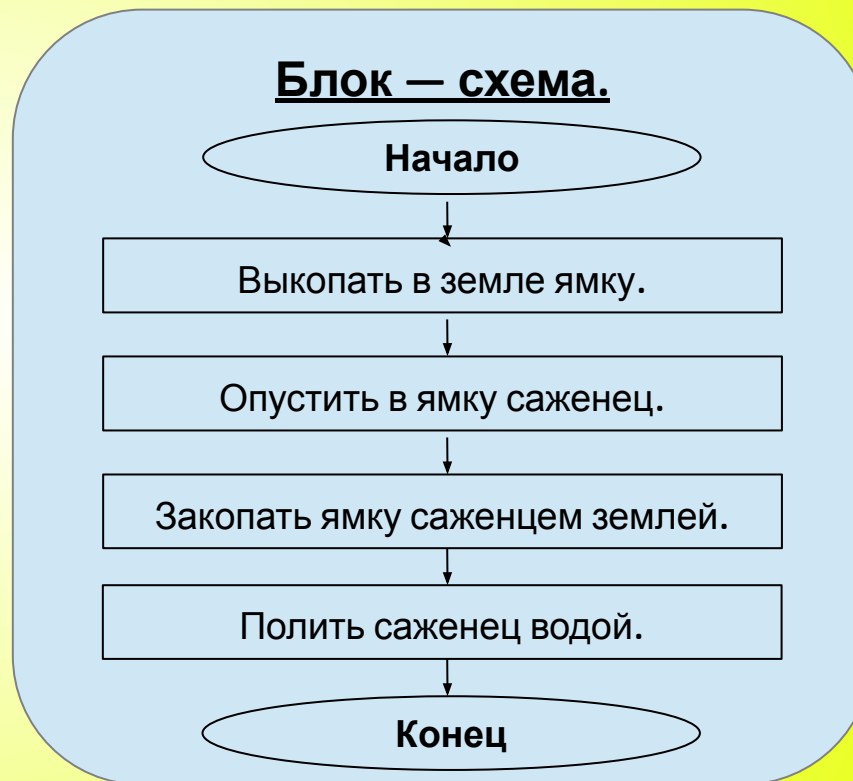 Блок — схема.
Начало
Выкопать в земле ямку.
Опустить в ямку саженец.
Закопать ямку саженцем землей.
Полить саженец водой.
Конец